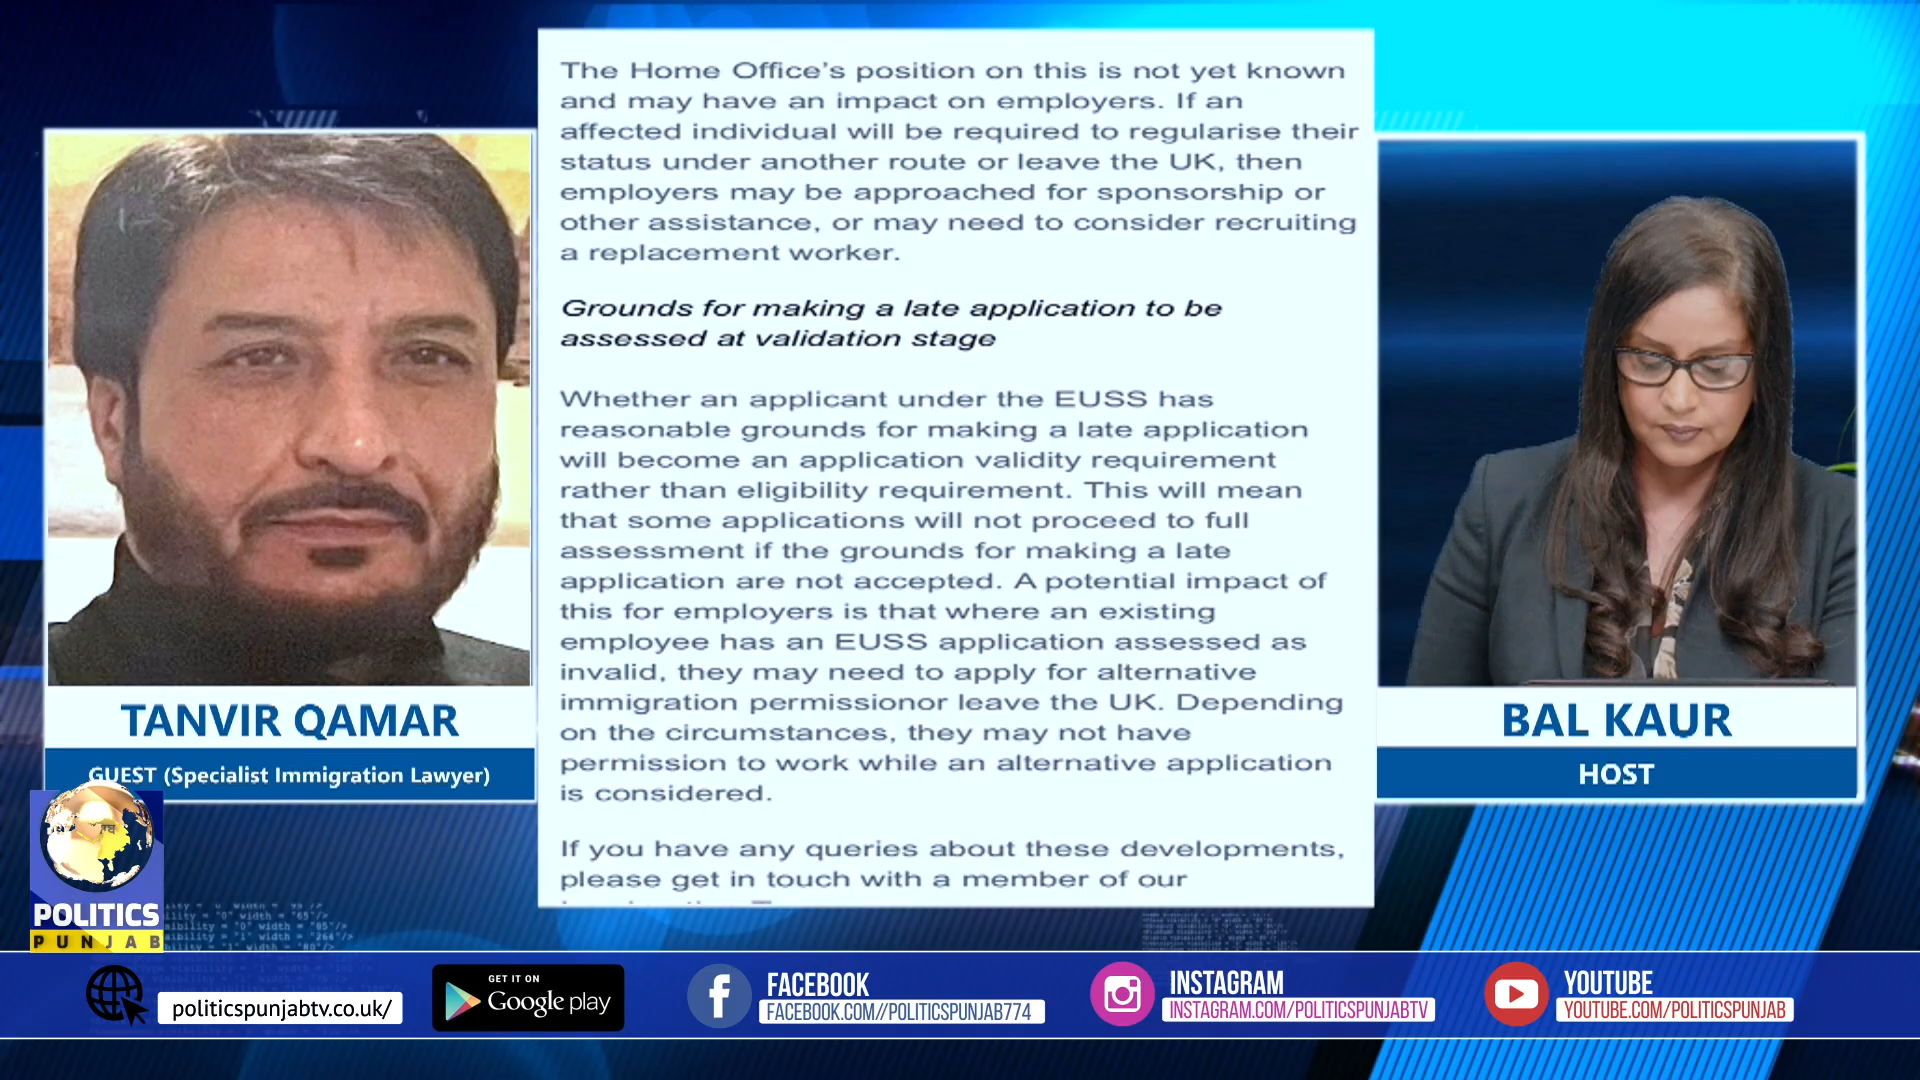 The Home Office's position on this is not yet known
and may have an impact on employers. If an
affected individual will be required to regularise their
status under another route or leave the UK, then
employers may be approached for sponsorship or
other assistance, or may need to consider recruiting
a replacement worker.
Grounds for making a late application to be
assessed at validation stage
Whether an applicant under the EUSS has
reasonable grounds for making a late application
will become an application validity requirement
rather than eligibility requirement. This will mean
that some applications will not proceed to full
assessment if the grounds for making a late
application are not accepted. A potential impact of
this for employers is that where an existing
employee has an EUSS application assessed as
invalid, they may need to apply for alternative
immigration permissionor leave the UK. Depending
on the circumstances, they may not have
permission to work while an alternative application
is considered.
If you have any queries about these developments,
please get in touch with a member of our
TANVIR QAMAR
GUEST (Specialist Immigration Lawyer)
BAL KAUR
HOST
POLITICS
PUNJAB
politicspunjabtv.co.uk/
GET IT ON
Google play
FACEBOOK
FACEBOOK.COM//POLITICSPUNJAB774
INSTAGRAM
INSTAGRAM.COM/POLITICSPUNJABTV
YOUTUBE
YOUTUBE.COM/POLITICSPUNJAB